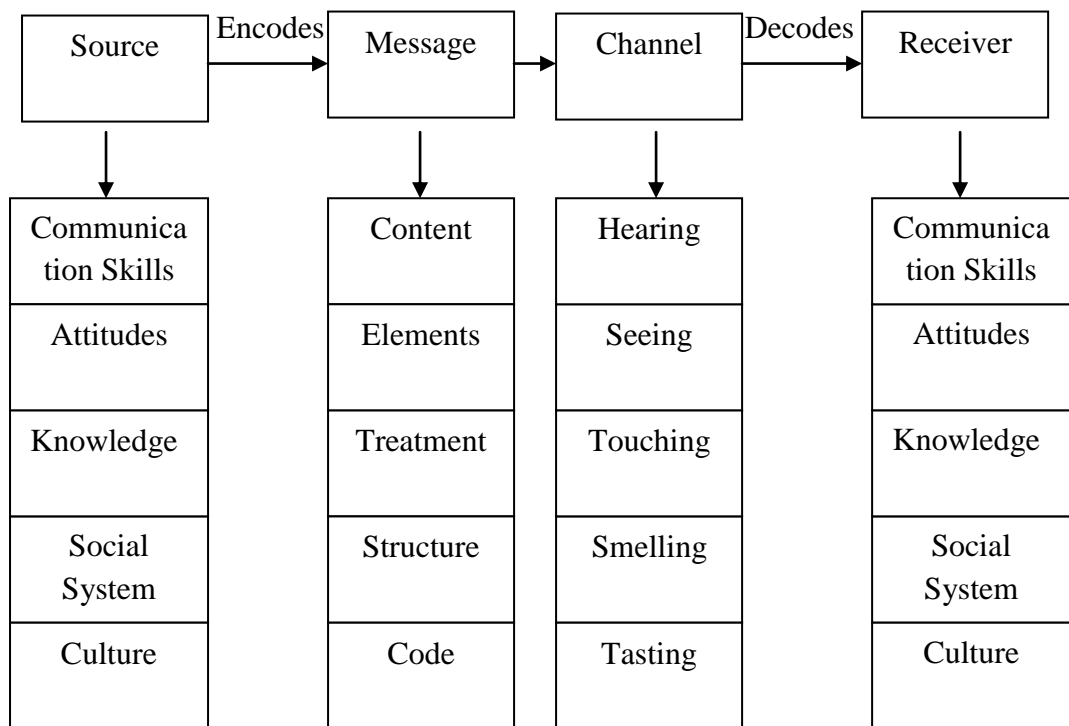 Source
Encodes
Message
Channel
Decodes
Receiver
Communica
tion Skills
Attitudes
Knowledge
Social
System
Culture
Content
Elements
Treatment
Structure
Code
Hearing
Seeing
Touching
Smelling
Tasting
Communica
tion Skills
Attitudes
Knowledge
Social
System
Culture